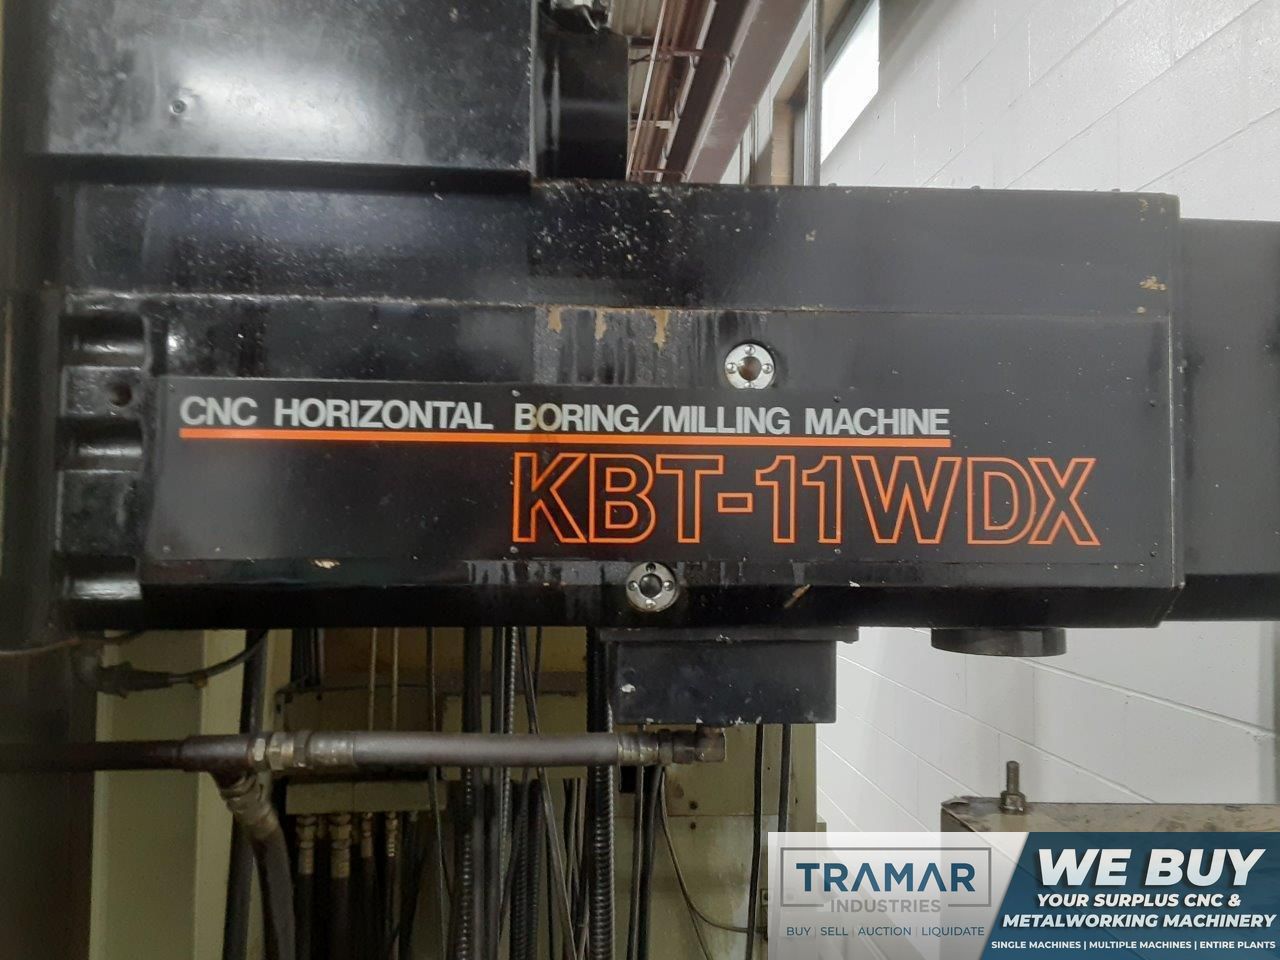 CNC HORIZONTAL BORING/MILLING MACHINE
KBT-11WDX
TRAMAR
INDUSTRIES
BUY | SELL | AUCTION | LIQUIDATE
WE BUY
YOUR SURPLUS CNC &
METALWORKING MACHINERY
SINGLE MACHINES | MULTIPLE MACHINES | ENTIRE PLANTS